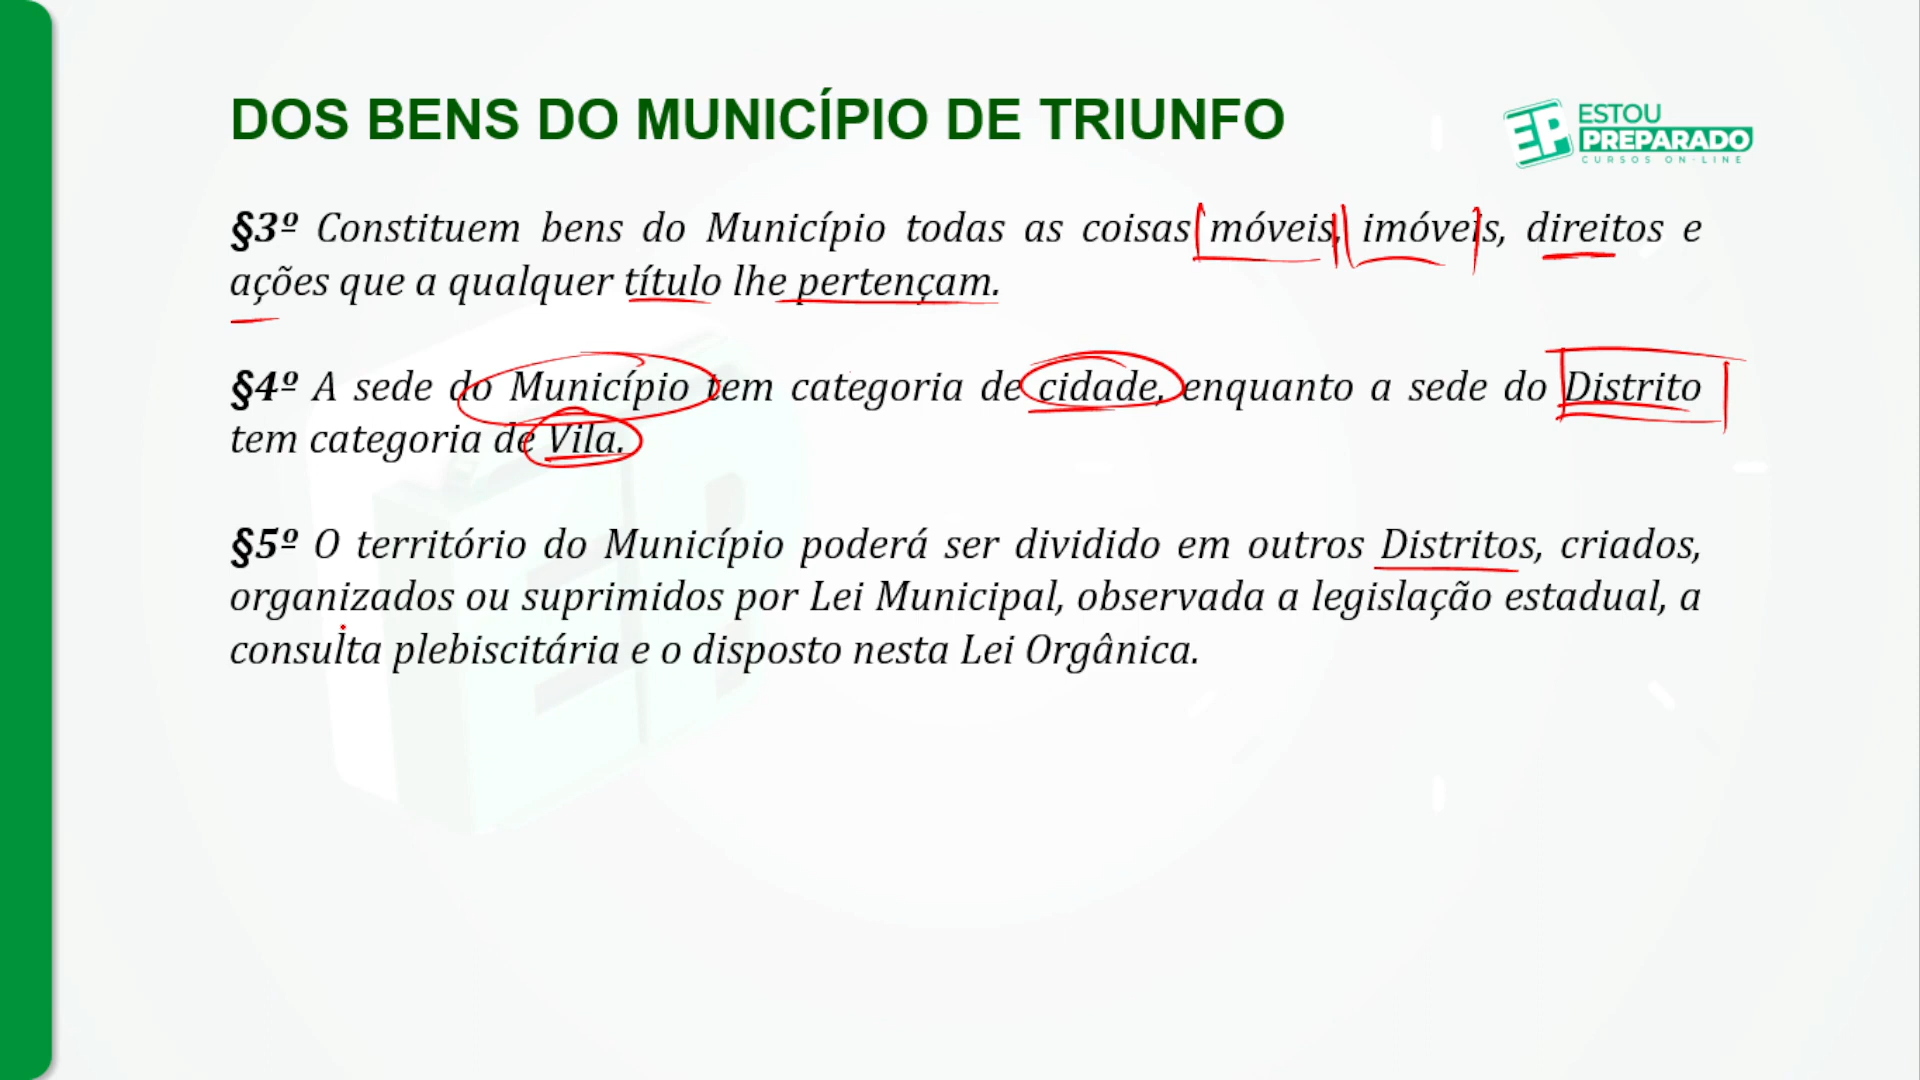 DOS BENS DO MUNICÍPIO DE TRIUNFO
EP ESTOU
PREPARADO
CURSOS ON-LINE
§3º Constituem bens do Município todas as coisas móveis, imóveis, direitos e
ações que a qualquer título lhe pertençam.
§4º A sede do Município tem categoria de cidade, enquanto a sede do Distrito
tem categoria de Vila.
§5º O território do Município poderá ser dividido em outros Distritos, criados,
organizados ou suprimidos por Lei Municipal, observada a legislação estadual, a
consulta plebiscitária e o disposto nesta Lei Orgânica.